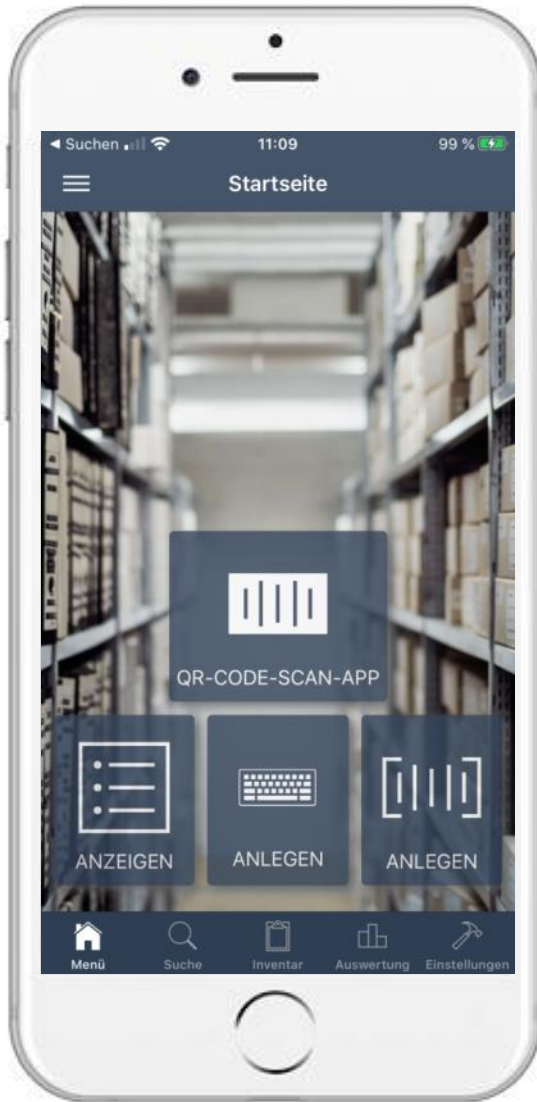 ◄ Suchen 11:09 99 %
Startseite
QR-CODE-SCAN-APP
ANZEIGEN ANLEGEN ANLEGEN
Menü Suche Inventar Auswertung Einstellungen